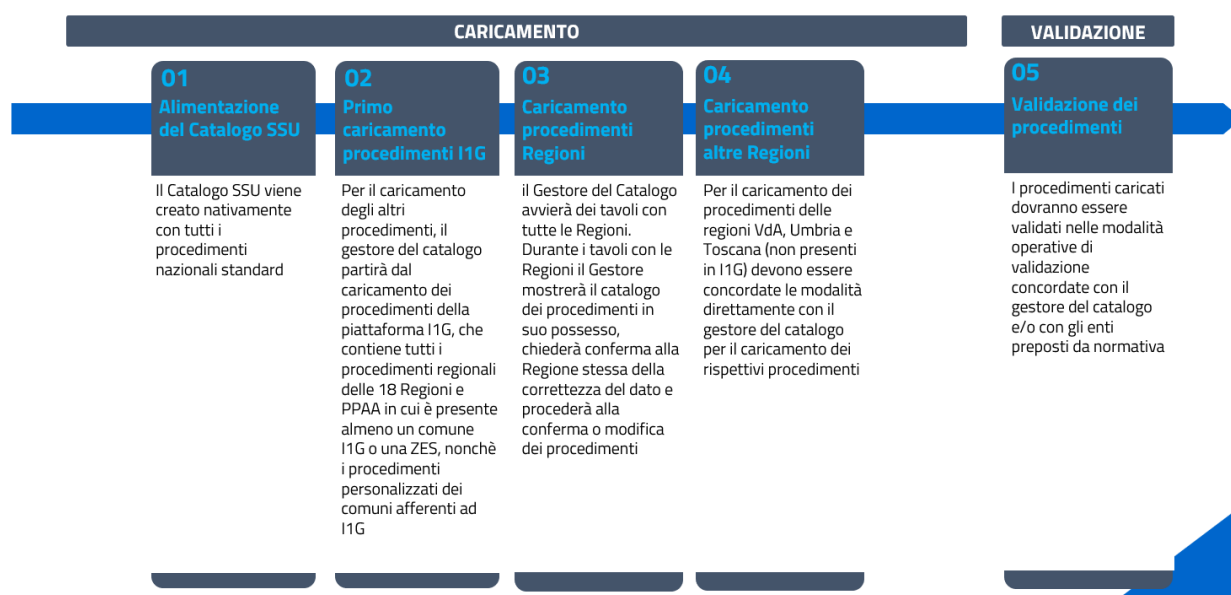 CARICAMENTO
VALIDAZIONE
01
Alimentazione
del Catalogo SSU
Il Catalogo SSU viene
creato nativamente
con tutti i
procedimenti
nazionali standard
02
Primo
caricamento
procedimenti I1G
Per il caricamento
degli altri
procedimenti, il
gestore del catalogo
partirà dal
caricamento dei
procedimenti della
piattaforma I1G, che
contiene tutti i
procedimenti regionali
delle 18 Regioni e
PPAA in cui è presente
almeno un comune
I1G o una ZES, nonchè
i procedimenti
personalizzati dei
comuni afferenti ad
I1G
03
Caricamento
procedimenti
Regioni
il Gestore del Catalogo
avvierà dei tavoli con
tutte le Regioni.
Durante i tavoli con le
Regioni il Gestore
mostrerà il catalogo
dei procedimenti in
suo possesso,
chiederà conferma alla
Regione stessa della
correttezza del dato e
procederà alla
conferma o modifica
dei procedimenti
04
Caricamento
procedimenti
altre Regioni
Per il caricamento dei
procedimenti delle
regioni VdA, Umbria e
Toscana (non presenti
in I1G) devono essere
concordate le modalità
direttamente con il
gestore del catalogo
per il caricamento dei
rispettivi procedimenti
05
Validazione dei
procedimenti
I procedimenti caricati
dovranno essere
validati nelle modalità
operative di
validazione
concordate con il
gestore del catalogo
e/o con gli enti
preposti da normativa